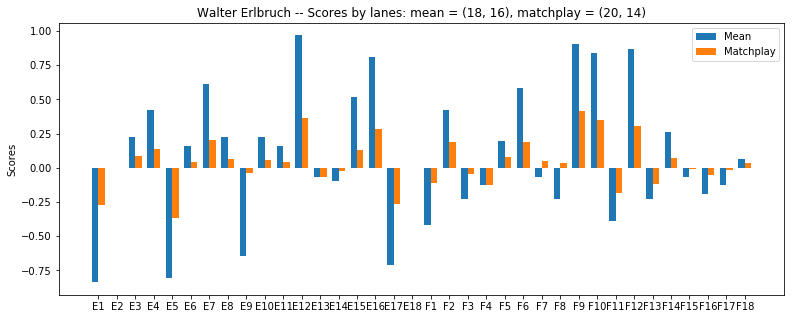 Walter Erlbruch -- Scores by lanes: mean = (18, 16), matchplay = (20, 14)
Mean
Matchplay
Scores
1.00
0.75
0.50
0.25
0.00
−0.25
−0.50
−0.75
E1 E2 E3 E4 E5 E6 E7 E8 E9 E10 E11 E12 E13 E14 E15 E16 E17 E18 F1 F2 F3 F4 F5 F6 F7 F8 F9 F10 F11 F12 F13 F14 F15 F16 F17 F18